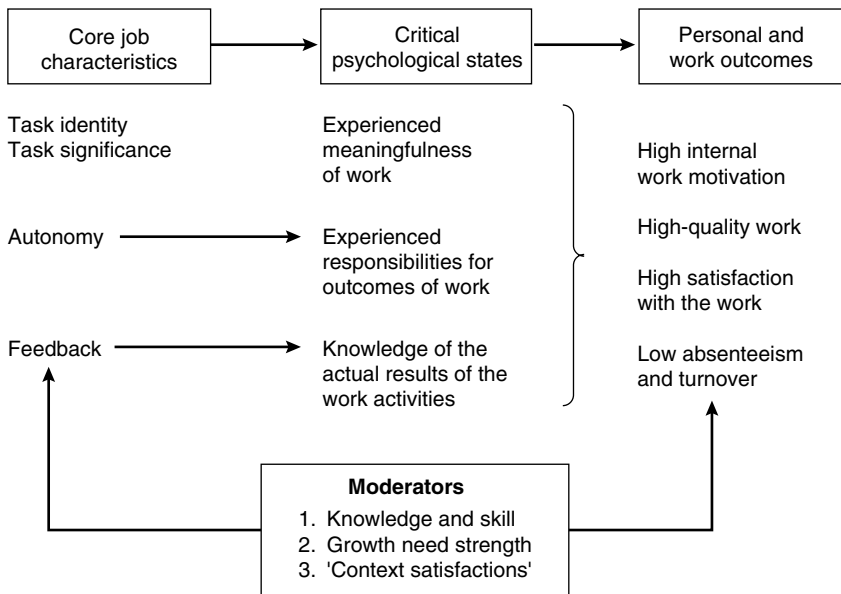 Core job
characteristics
Critical
psychological states
Personal and
work outcomes
Task identity
Task significance
Experienced
meaningfulness
of work
High internal
work motivation
Autonomy
Experienced
responsibilities for
outcomes of work
High-quality work
High satisfaction
with the work
Feedback
Knowledge of the
actual results of the
work activities
Low absenteeism
and turnover
Moderators
1. Knowledge and skill
2. Growth need strength
3. 'Context satisfactions'